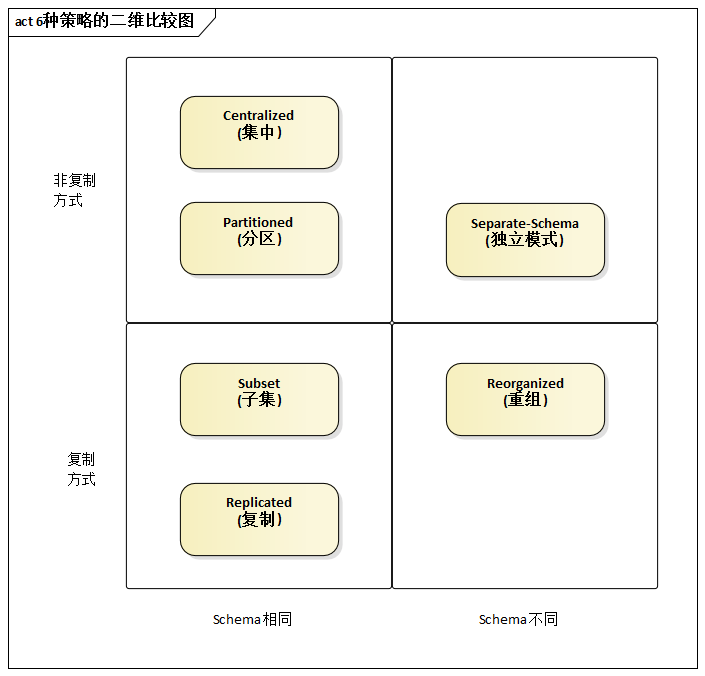 act 6种策略的二维比较图
Centralized
(集中)
非复制
方式
Partitioned
(分区)
Separate-Schema
(独立模式)
Subset
(子集)
Reorganized
(重组)
复制
方式
Replicated
(复制)
Schema相同
Schema不同